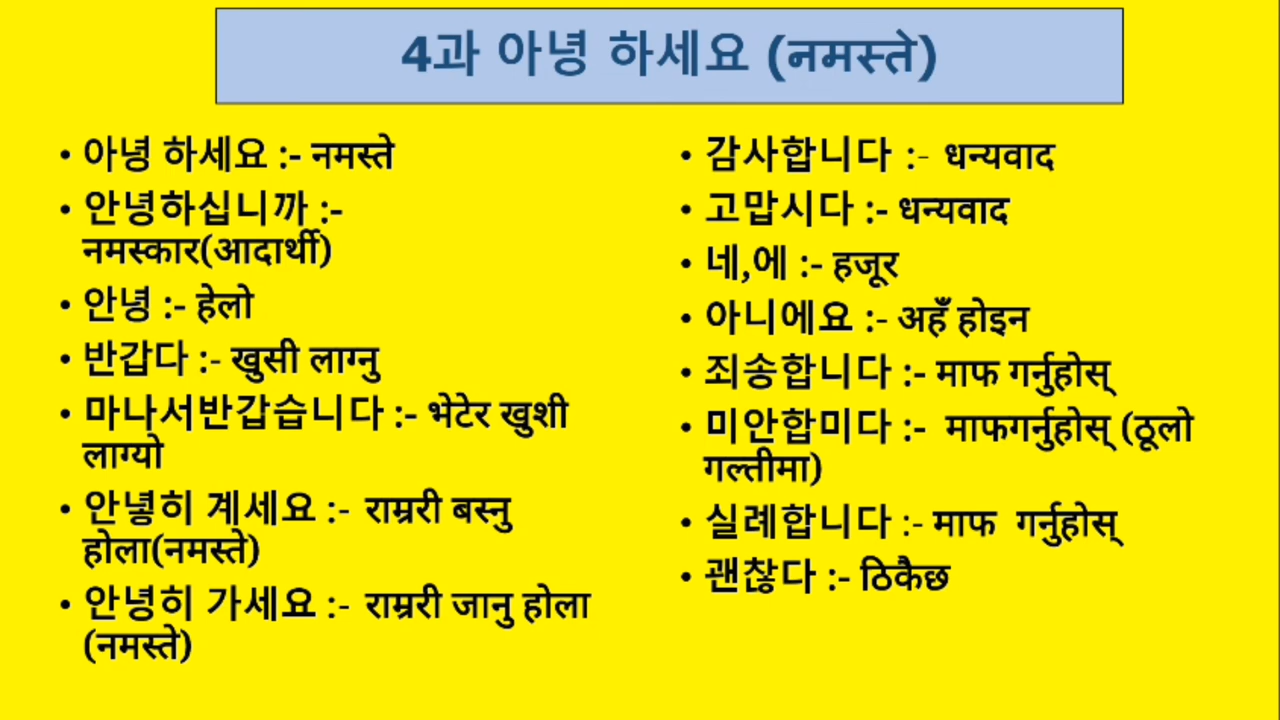 4과 아녕 하세요 (नमस्ते)
• 아녕 하세요 :- नमस्ते
• 안녕하십니까 :-
नमस्कार(आदार्थी)
• 안녕 :- हेलो
• 반갑다 :- खुसी लाग्नु
• 마나서반갑습니다 :- भेटेर खुशी
लाग्यो
• 안녛히 계세요 :- राम्ररी बस्नु
होला(नमस्ते)
• 안녕히 가세요 :- राम्ररी जानु होला
(नमस्ते)
• 감사합니다 :- धन्यवाद
• 고맙시다 :- धन्यवाद
• 네,에 :- हजूर
• 아니에요 :- अहँ होइन
• 죄송합니다 :- माफ गर्नुहोस्
• 미안합미다 :- माफगर्नुहोस् (ठूलो
गल्तीमा)
• 실례합니다 :- माफ गर्नुहोस्
• 괜찮다 :- ठिकैछ